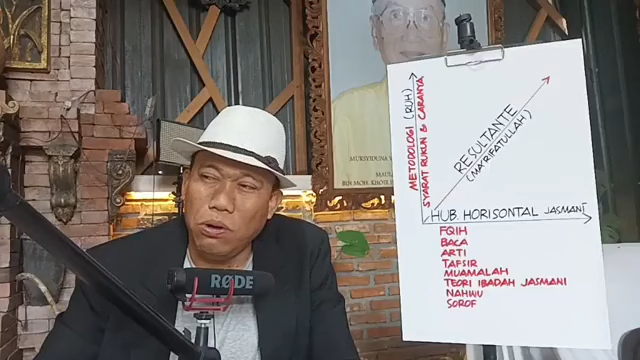 METODOLOGI (RUH)
SYARAT RUKUN & CARANYA
RESULTANTE
(MA'RIFATULLAH)
HUB. HORISONTAL JASMANI
FQIH
BACA
ARTI
TAFSIR
MUAMALAH
TEORI IBADAH JASMANI
NAHWU
SOROF
RØDE
MURSYIDUNA